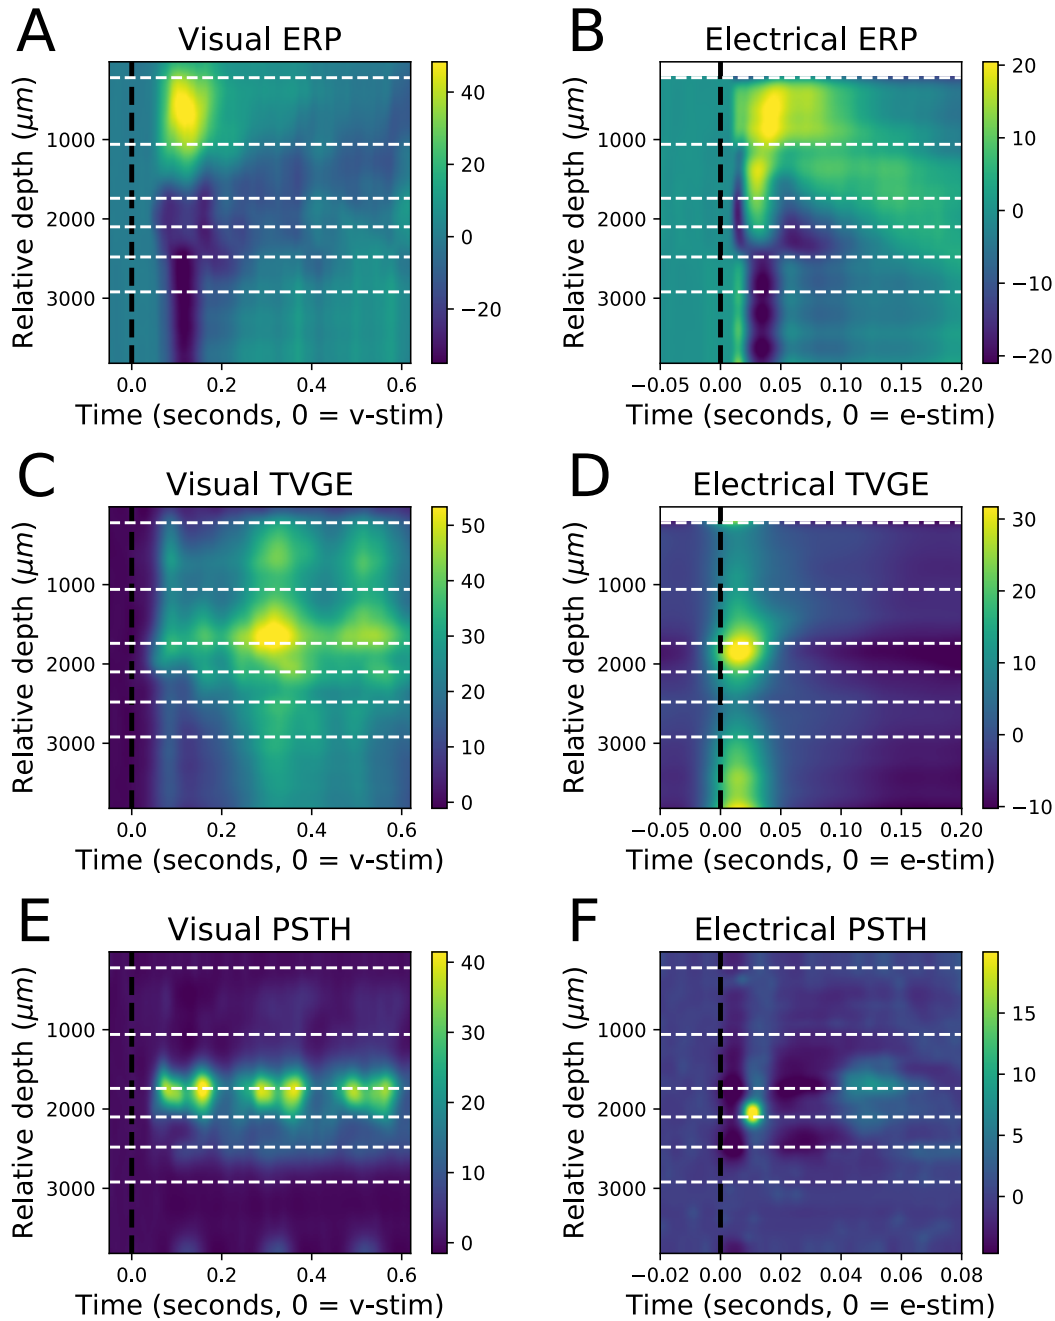 A
Visual ERP
Relative depth (μm)
1000
2000
3000
0.0 0.2 0.4 0.6
Time (seconds, 0 = v-stim)
40
20
0
−20
B
Electrical ERP
Relative depth (μm)
1000
2000
3000
−0.05 0.00 0.05 0.10 0.15 0.20
Time (seconds, 0 = e-stim)
20
10
0
−10
−20
C
Visual TVGE
Relative depth (μm)
1000
2000
3000
0.0 0.2 0.4 0.6
Time (seconds, 0 = v-stim)
50
40
30
20
10
0
D
Electrical TVGE
Relative depth (μm)
1000
2000
3000
−0.05 0.00 0.05 0.10 0.15 0.20
Time (seconds, 0 = e-stim)
30
20
10
0
−10
E
Visual PSTH
Relative depth (μm)
1000
2000
3000
0.0 0.2 0.4 0.6
Time (seconds, 0 = v-stim)
40
30
20
10
0
F
Electrical PSTH
Relative depth (μm)
1000
2000
3000
−0.02 0.00 0.02 0.04 0.06 0.08
Time (seconds, 0 = e-stim)
15
10
5
0